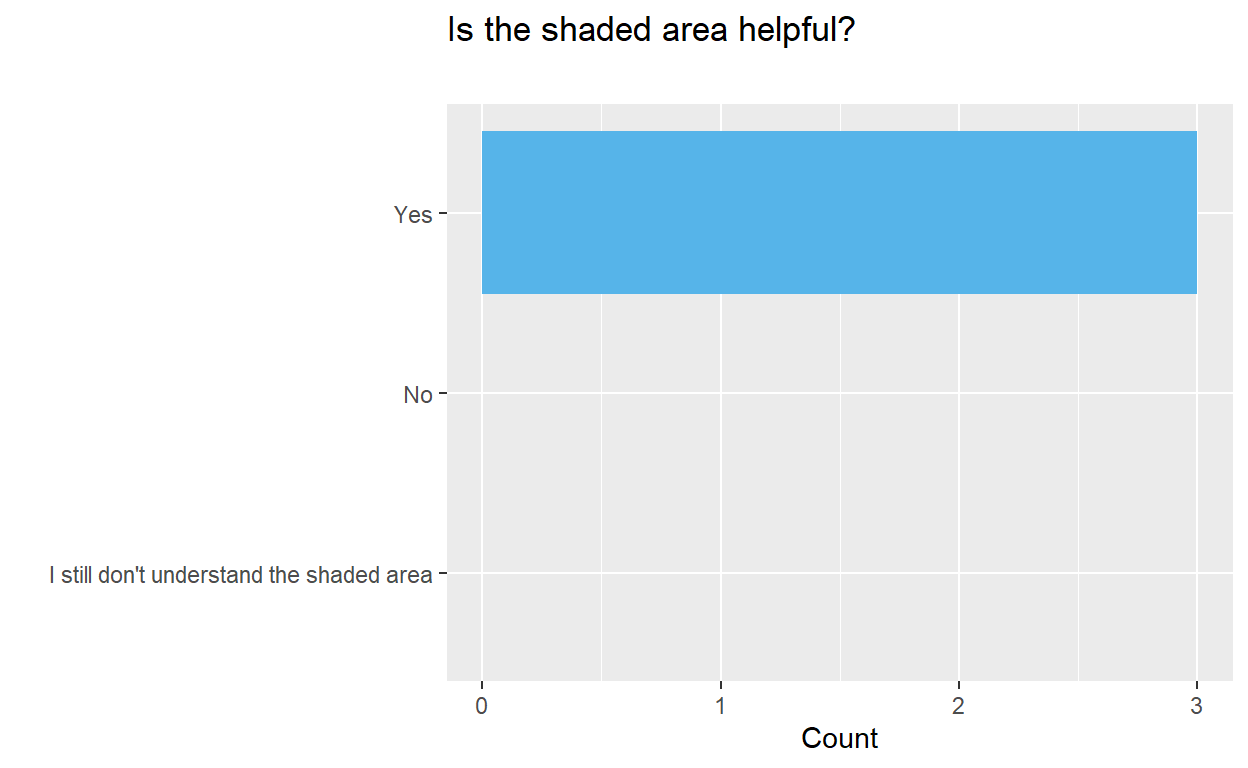 Is the shaded area helpful?
Yes
No
I still don't understand the shaded area
0 1 2 3
Count